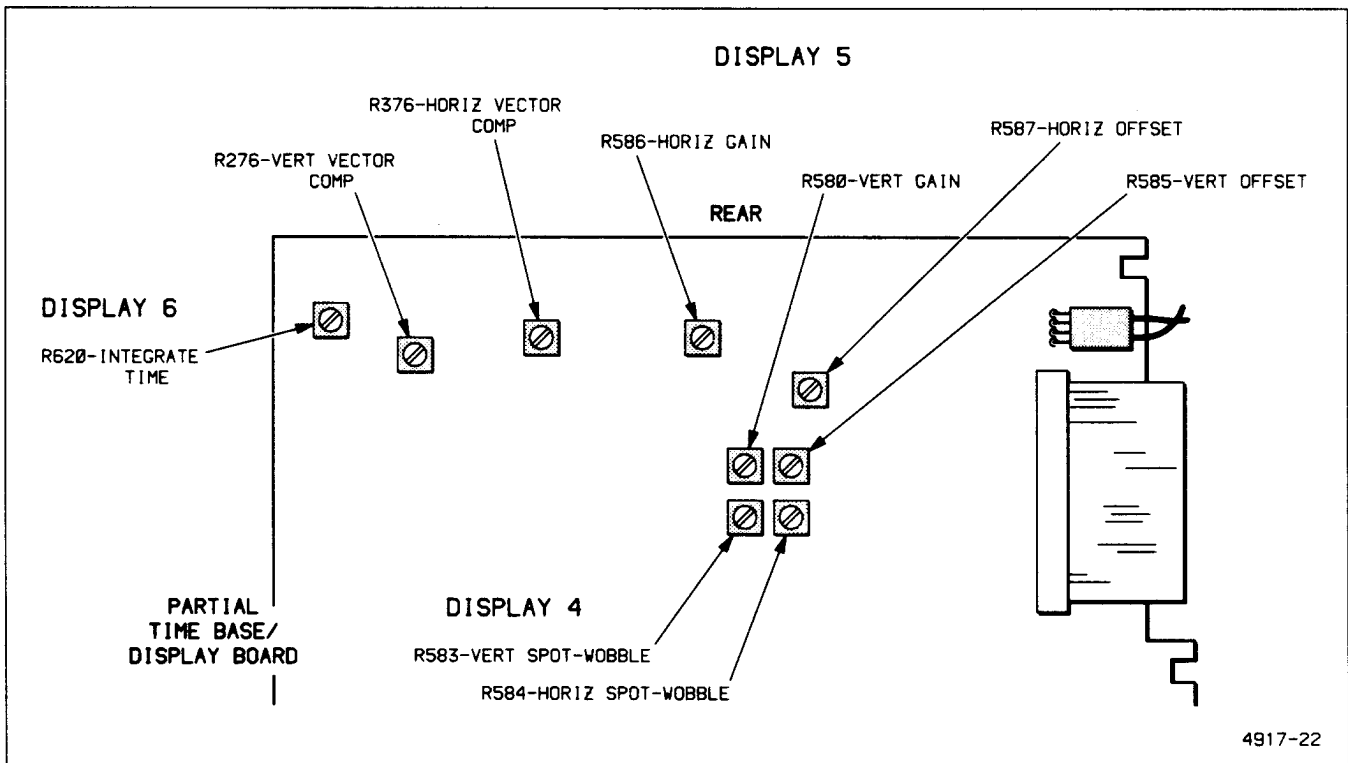 DISPLAY 5
R376-HORIZ VECTOR
COMP
R587-HORIZ OFFSET
R586-HORIZ GAIN
R276-VERT VECTOR
COMP
R580-VERT GAIN
R585-VERT OFFSET
REAR
DISPLAY 6
R620-INTEGRATE
TIME
PARTIAL
TIME BASE/
DISPLAY BOARD
DISPLAY 4
R583-VERT SPOT-WOBBLE
R584-HORIZ SPOT-WOBBLE
4917-22